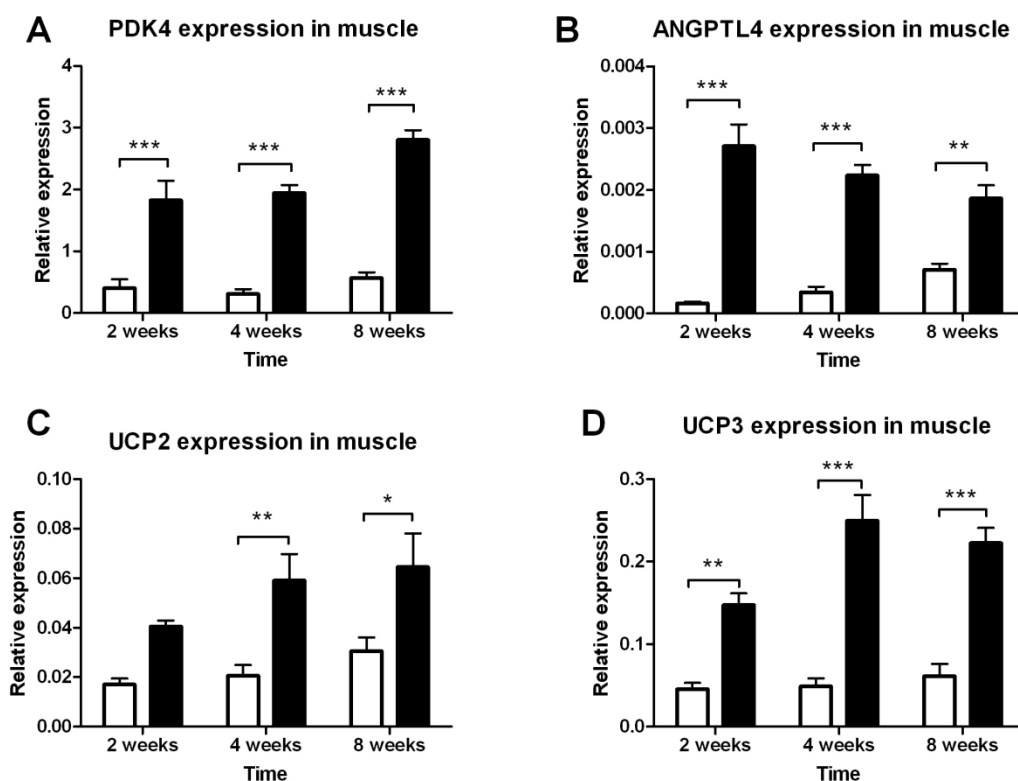 A
PDK4 expression in muscle
Relative expression
4
3
2
1
0
***
***
***
2 weeks
4 weeks
8 weeks
Time
B
ANGPTL4 expression in muscle
Relative expression
0.004
0.003
0.002
0.001
0.000
***
***
**
2 weeks
4 weeks
8 weeks
Time
C
UCP2 expression in muscle
Relative expression
0.10
0.08
0.06
0.04
0.02
0.00
**
*
2 weeks
4 weeks
8 weeks
Time
D
UCP3 expression in muscle
Relative expression
0.3
0.2
0.1
0.0
**
***
***
2 weeks
4 weeks
8 weeks
Time